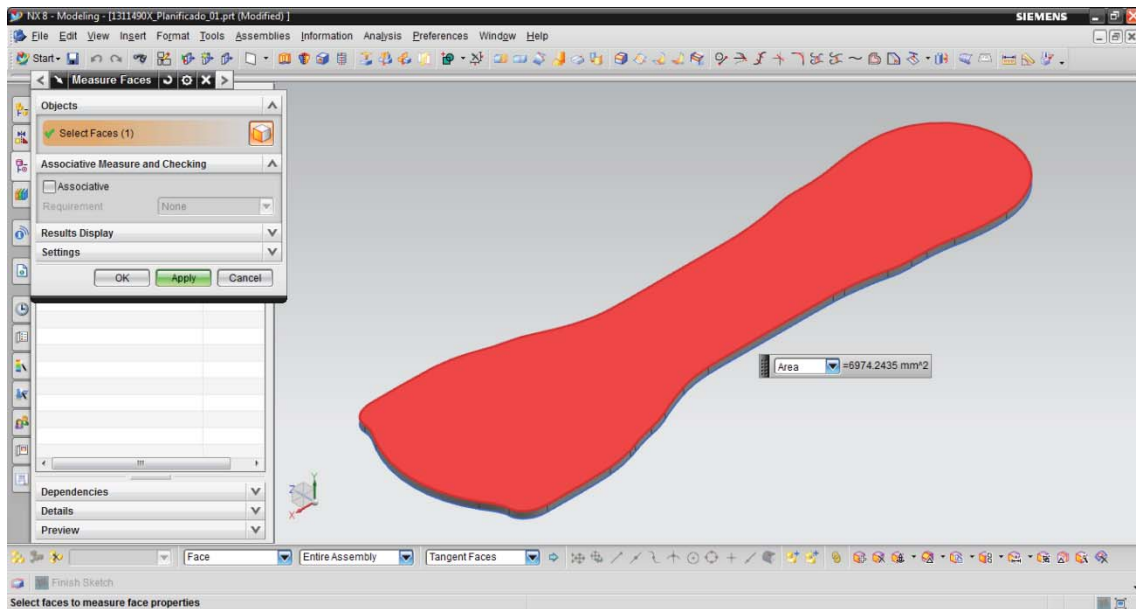 NX 8 - Modeling - [1311490X_Planificado_01.prt (Modified) ]
SIEMENS
File Edit View Insert Format Tools Assemblies Information Analysis Preferences Window Help
Start
Measure Faces
Objects
Select Faces (1)
Associative Measure and Checking
Associative
Requirement None
Results Display
Settings
OK Apply Cancel
Area =6974.2435 mm^2
Z Y X
Dependencies
Details
Preview
Face Entire Assembly Tangent Faces
Finish Sketch
Select faces to measure face properties